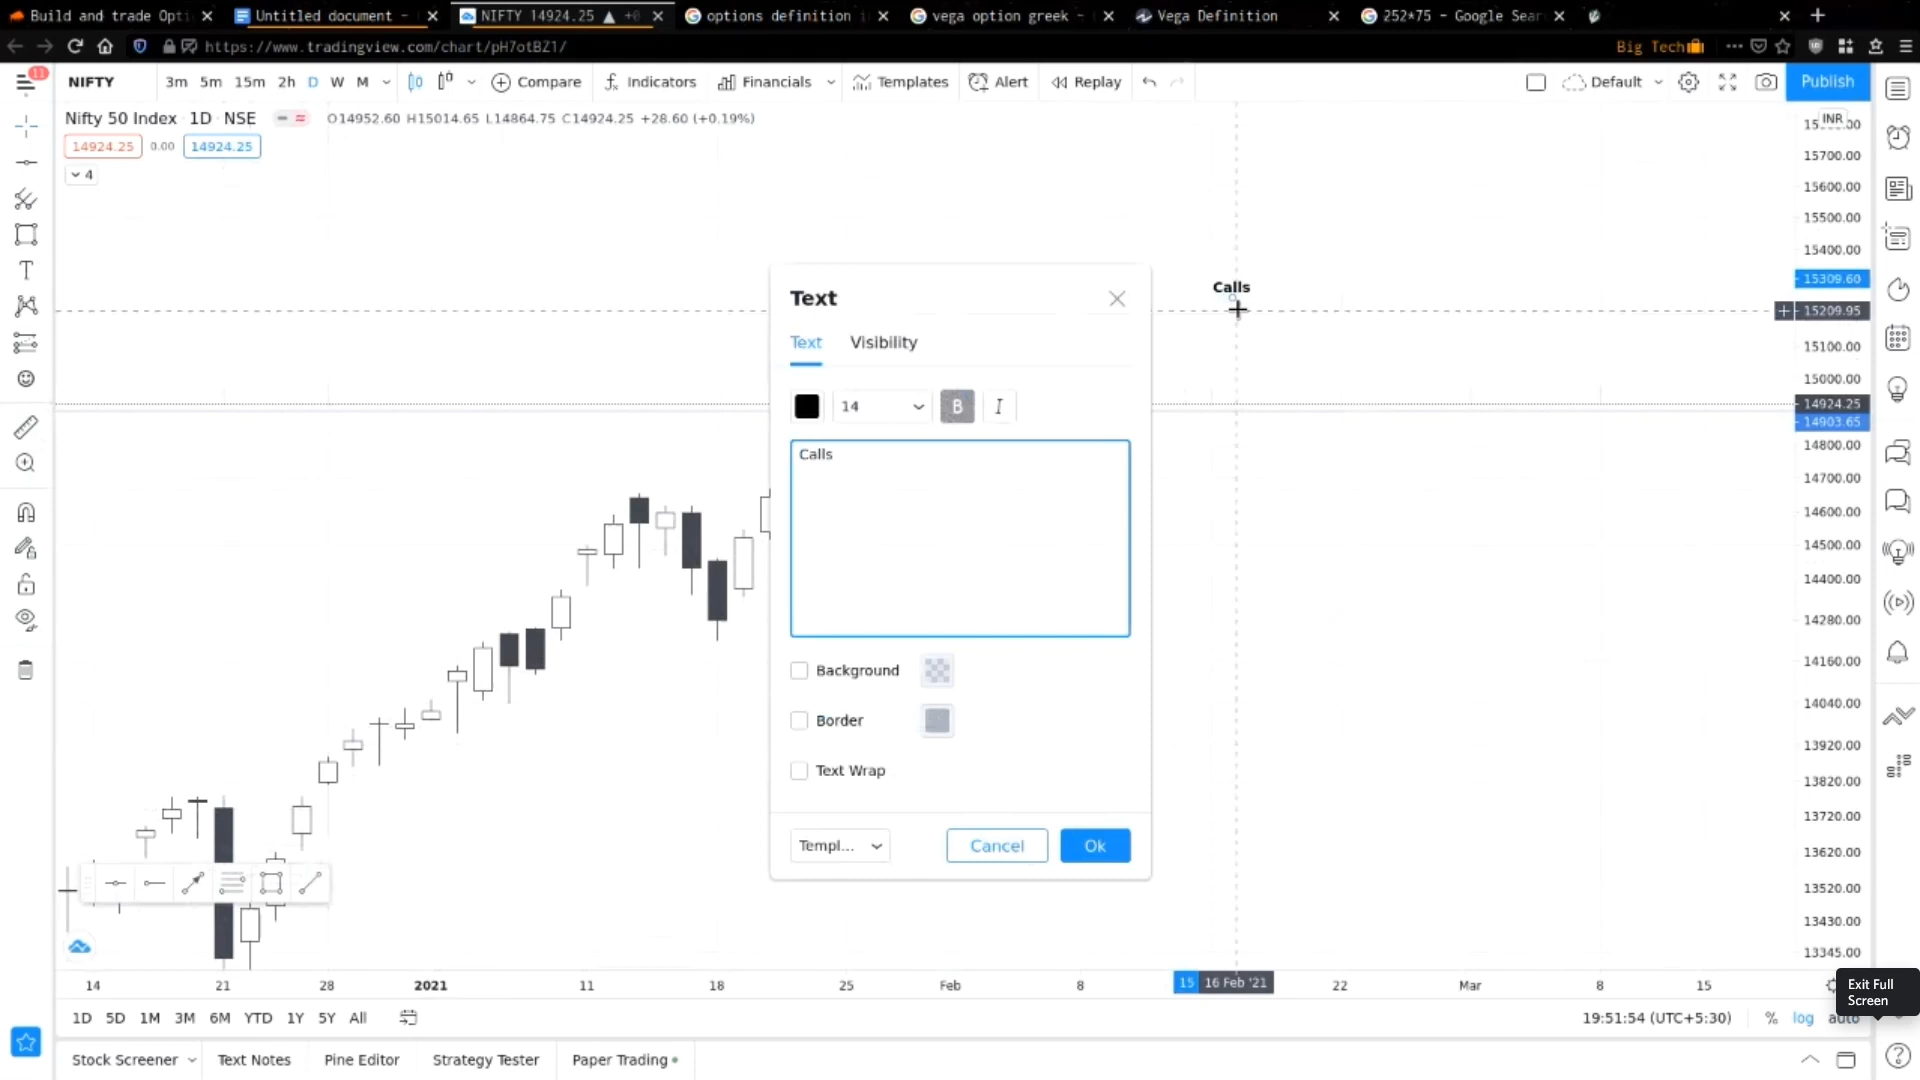 Build and trade Opti
Untitled document -
NIFTY 14924.25 ▲ +0
options definition i
vega option greek -
Vega Definition
252*75 - Google Sear
https://www.tradingview.com/chart/pH7otBZ1/
Big Tech
11
NIFTY
3m 5m 15m 2h D W M
Compare
Indicators
Financials
Templates
Alert
Replay
Default
Publish
Nifty 50 Index · 1D · NSE
O14952.60 H15014.65 L14864.75 C14924.25 +28.60 (+0.19%)
14924.25 0.00 14924.25
4
INR
15700.00
15600.00
15500.00
15400.00
15309.60
15209.95
15100.00
15000.00
14924.25
14903.65
14800.00
14700.00
14600.00
14500.00
14400.00
14280.00
14160.00
14040.00
13920.00
13820.00
13720.00
13620.00
13520.00
13430.00
13345.00
Calls
Text
Text Visibility
14 B I
Calls
Background
Border
Text Wrap
Templ...
Cancel
Ok
14 21 28 2021 11 18 25 Feb 8 15 16 Feb '21 22 Mar 8 15
Exit Full
Screen
1D 5D 1M 3M 6M YTD 1Y 5Y All
19:51:54 (UTC+5:30) % log auto
Stock Screener
Text Notes
Pine Editor
Strategy Tester
Paper Trading